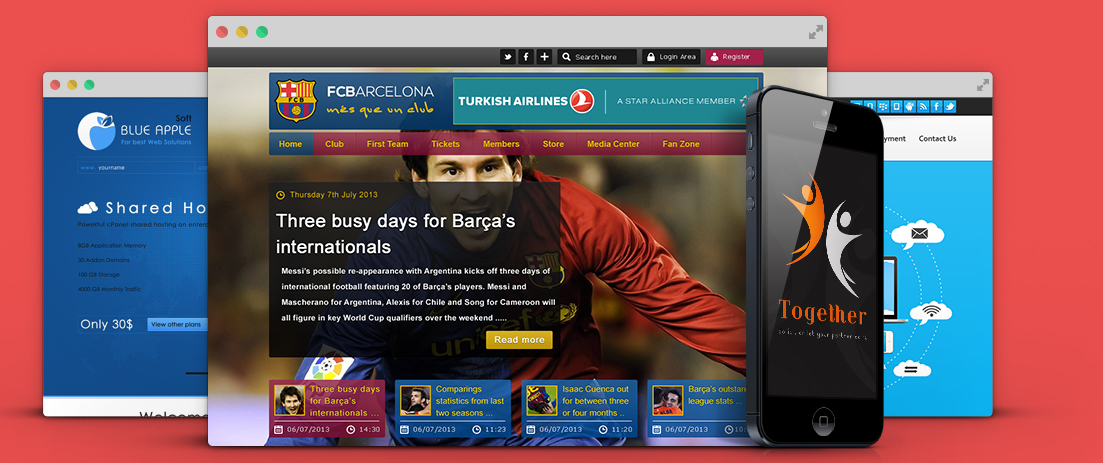 Search here
Login Area
Register
FCBARCELONA
més que un club
TURKISH AIRLINES
A STAR ALLIANCE MEMBER
Home Club First Team Tickets Members Store Media Center Fan Zone
Thursday 7th July 2013
Three busy days for Barça's
internationals
Messi's possible re-appearance with Argentina kicks off three days of
international football featuring 20 of Barça's players. Messi and
Mascherano for Argentina, Alexis for Chile and Song for Cameroon will
all figure in key World Cup qualifiers over the weekend .....
Read more
unicef
Three busy days
for Barça's
internationals ...
06/07/2013 14:30
Comparings
statistics from last
two seasons ...
06/07/2013 11:23
Isaac Cuenca out
for between three
or four months ..
06/07/2013 11:20
Barça's outstan
league stats ...
06/07/2013
Soft
BLUE APPLE
For best Web Solutions
www. yourname
Shared Ho
Powerful cPanel shared hosting an enterp
8GB Application Memory
30 Addon Domains
100 GB Storage
4000 GB Monthly Traffic
Only 30$
View other plans
Welcome
Together
yment
Contact Us